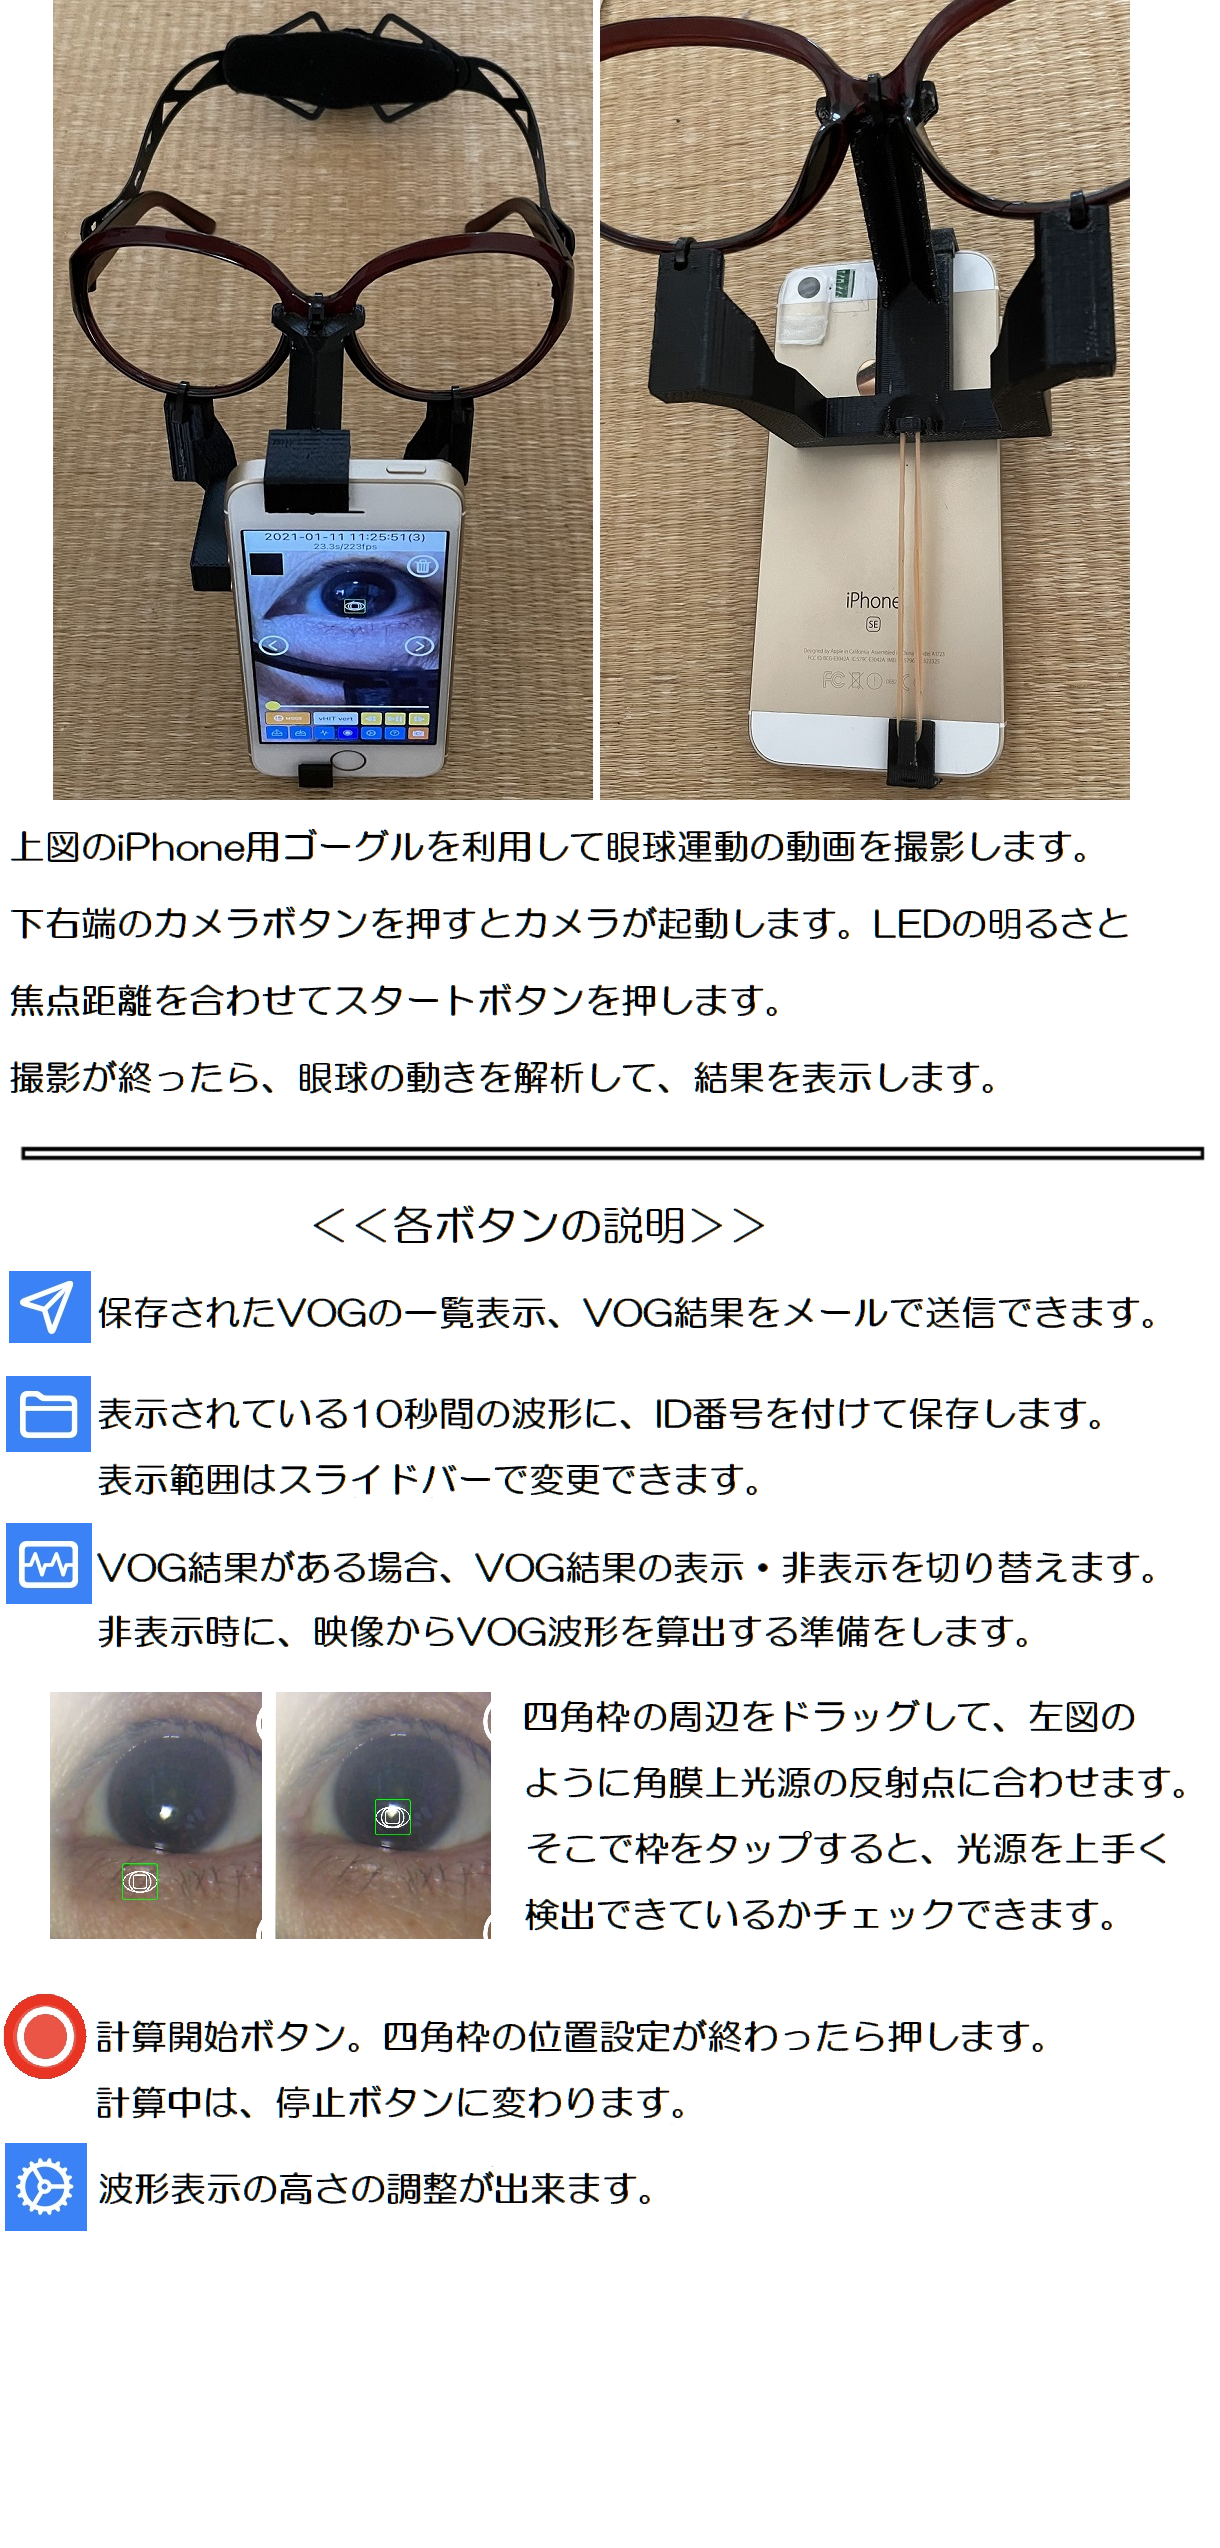 2021-01-11 11:25:51(3)
23.3s/223fps
MODE
vHIT vert
iPhone
SE
Designed by Apple in California Assembled in China
上図のiPhone用ゴーグルを利用して眼球運動の動画を撮影します。
下右端のカメラボタンを押すとカメラが起動します。LEDの明るさと
焦点距離を合わせてスタートボタンを押します。
撮影が終ったら、眼球の動きを解析して、結果を表示します。
＜＜各ボタンの説明＞＞
保存されたVOGの一覧表示、VOG結果をメールで送信できます。
表示されている10秒間の波形に、ID番号を付けて保存します。
表示範囲はスライドバーで変更できます。
VOG結果がある場合、VOG結果の表示・非表示を切り替えます。
非表示時に、映像からVOG波形を算出する準備をします。
四角枠の周辺をドラッグして、左図の
ように角膜上光源の反射点に合わせます。
そこで枠をタップすると、光源を上手く
検出できているかチェックできます。
計算開始ボタン。四角枠の位置設定が終わったら押します。
計算中は、停止ボタンに変わります。
波形表示の高さの調整が出来ます。